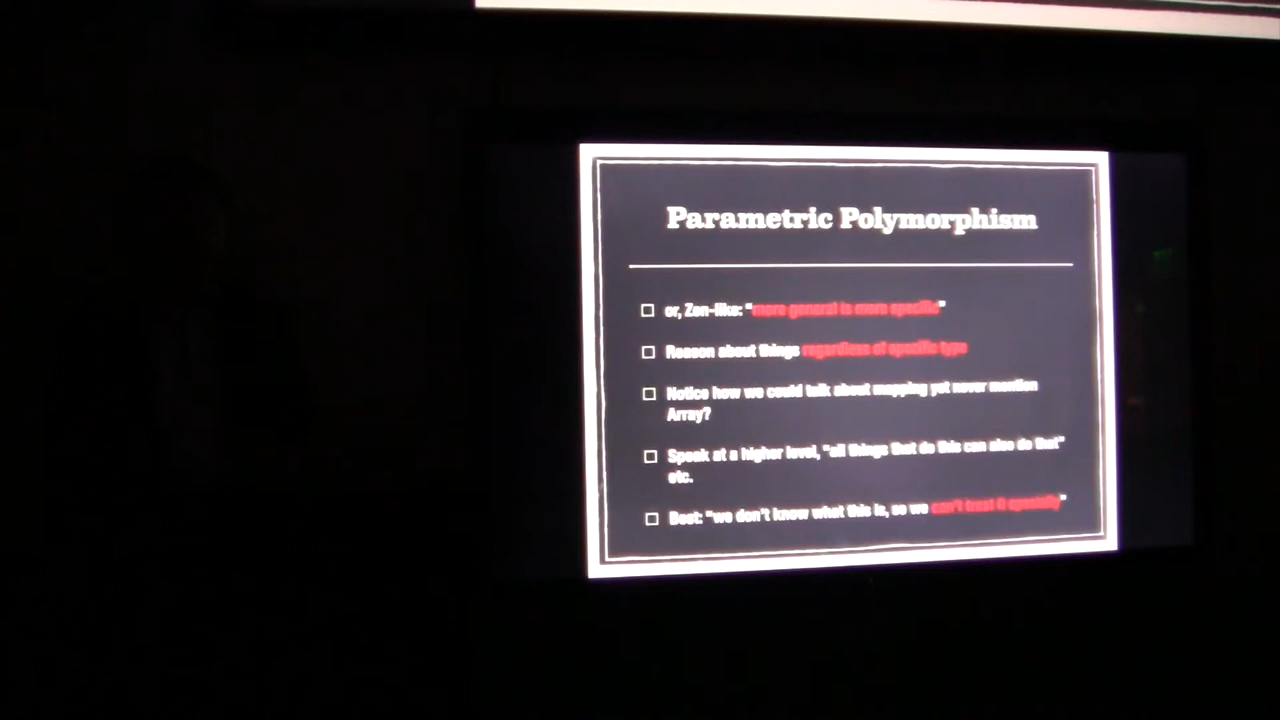 Parametric Polymorphism
or, Zen-like: "more general is more specific"
Reason about things regardless of specific type
Notice how we could talk about mapping yet never mention
Array?
Speak at a higher level, "all things that do this can also do that"
etc.
Best: "we don't know what this is, so we can't treat it specially"